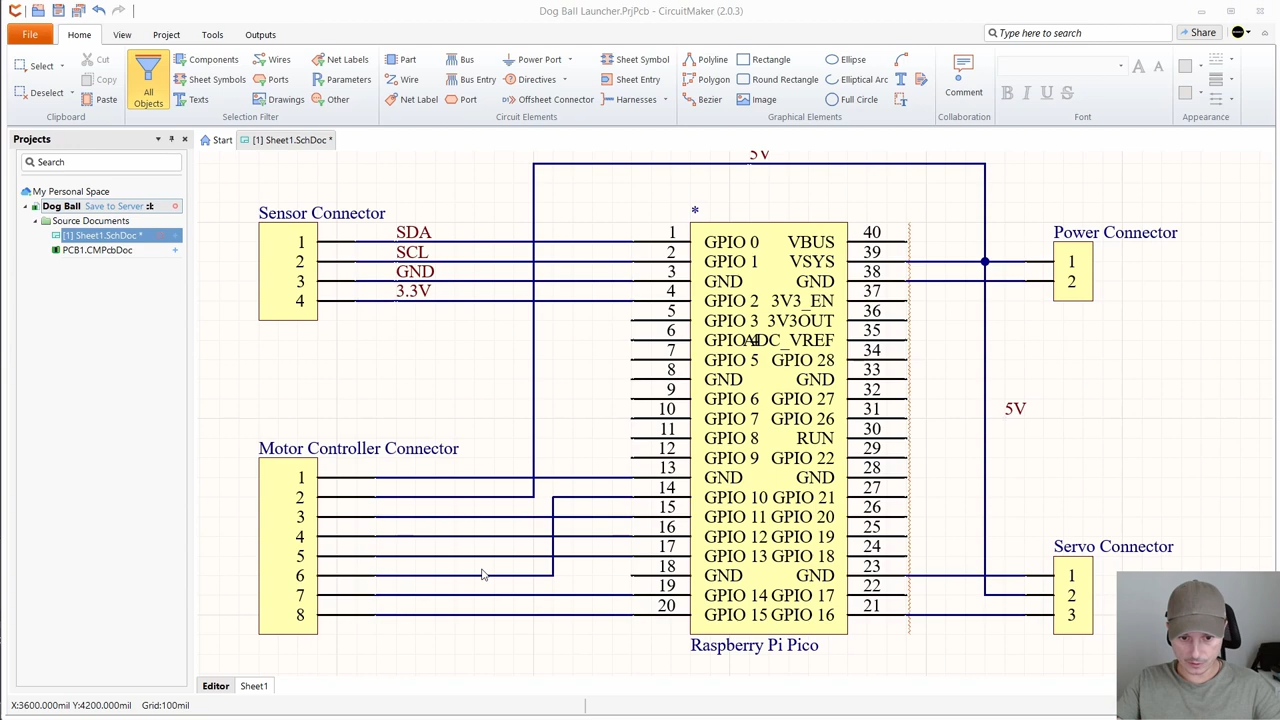 Dog Ball Launcher.PrjPcb - CircuitMaker (2.0.3)
File Home View Project Tools Outputs
Type here to search
Share
Select Cut
Copy
Deselect Paste
Clipboard
All Objects
Components Wires Net Labels
Sheet Symbols Ports Parameters
Texts Drawings Other
Selection Filter
Part Bus Power Port Sheet Symbol
Wire Bus Entry Directives Sheet Entry
Net Label Port Offsheet Connector Harnesses
Circuit Elements
Polyline Rectangle Ellipse
Polygon Round Rectangle Elliptical Arc
Bezier Image Full Circle
Graphical Elements
Comment
Collaboration
A A
B I U S
Font
Appearance
Projects
Search
My Personal Space
Dog Ball Save to Server
Source Documents
[1] Sheet1.SchDoc *
PCB1.CMPcbDoc
Start [1] Sheet1.SchDoc *
5V
Sensor Connector
1
2
3
4
SDA
SCL
GND
3.3V
Motor Controller Connector
1
2
3
4
5
6
7
8
*
1 GPIO 0 VBUS 40
2 GPIO 1 VSYS 39
3 GND GND 38
4 GPIO 2 3V3_EN 37
5 GPIO 3 3V3OUT 36
6 GPIO 4 ADC_VREF 35
7 GPIO 5 GPIO 28 34
8 GND GND 33
9 GPIO 6 GPIO 27 32
10 GPIO 7 GPIO 26 31
11 GPIO 8 RUN 30
12 GPIO 9 GPIO 22 29
13 GND GND 28
14 GPIO 10 GPIO 21 27
15 GPIO 11 GPIO 20 26
16 GPIO 12 GPIO 19 25
17 GPIO 13 GPIO 18 24
18 GND GND 23
19 GPIO 14 GPIO 17 22
20 GPIO 15 GPIO 16 21
Raspberry Pi Pico
Power Connector
1
2
5V
Servo Connector
1
2
3
Editor Sheet1
X:3600.000mil Y:4200.000mil Grid:100mil